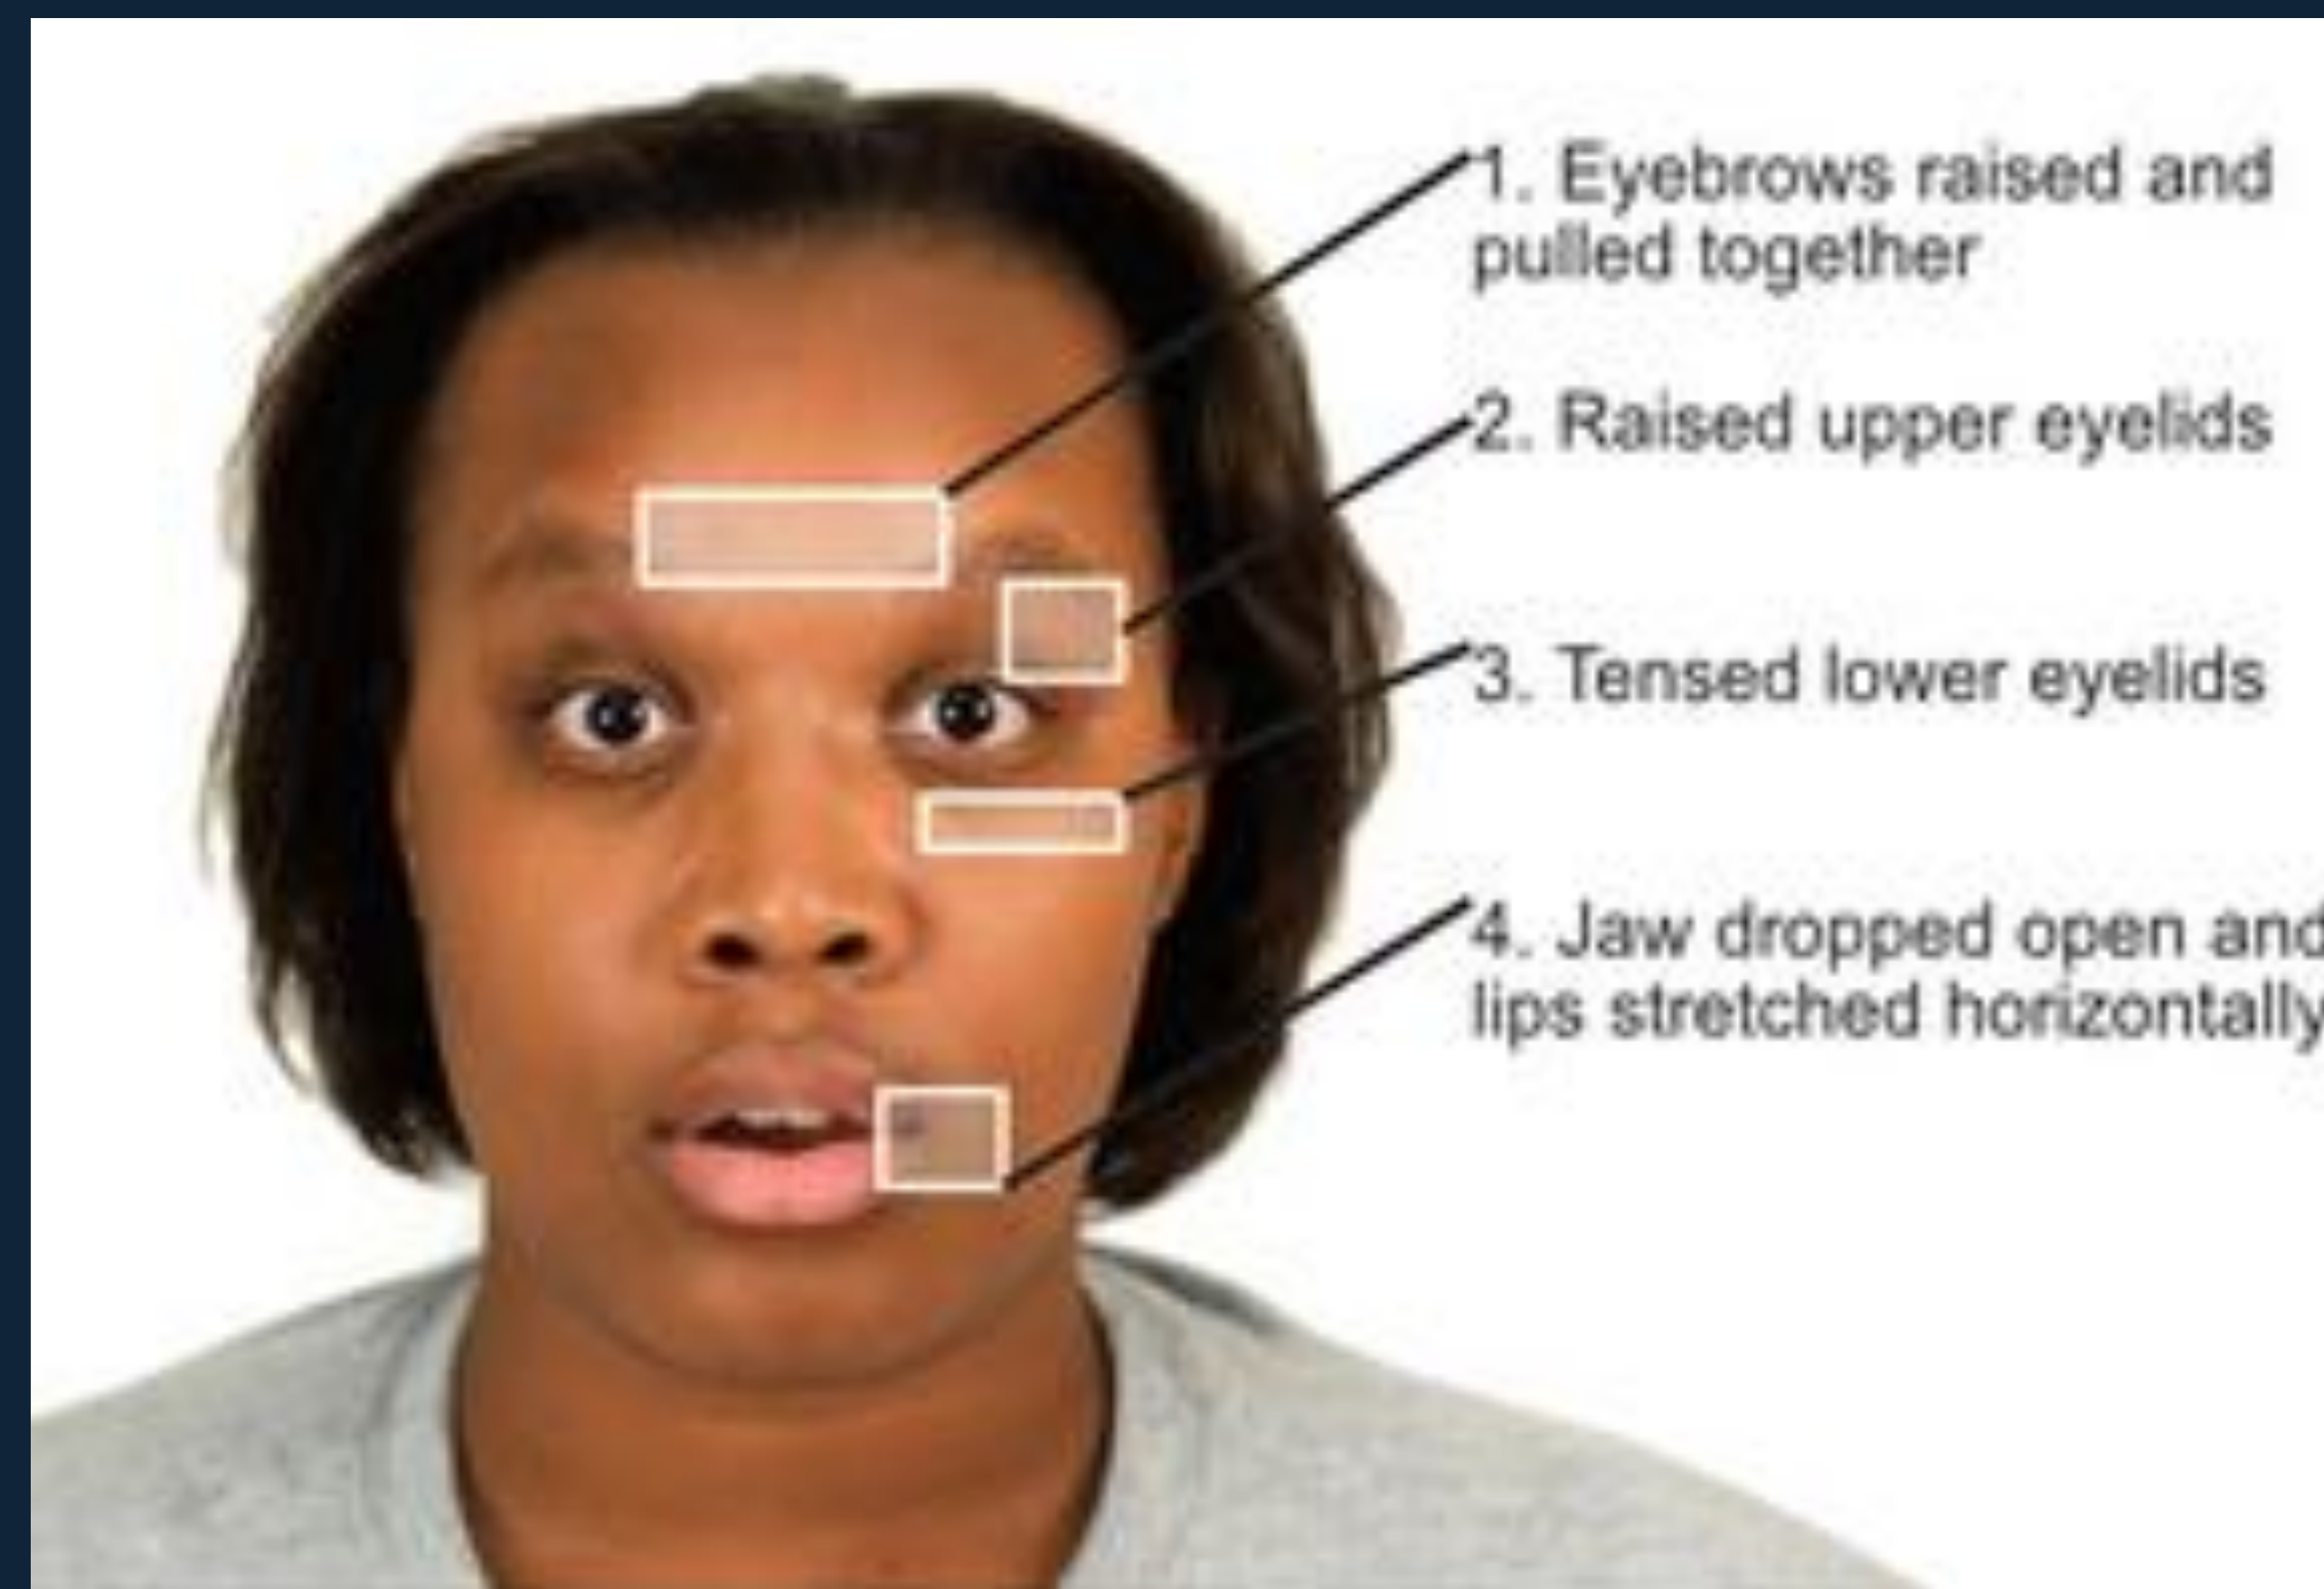 1. Eyebrows raised and
pulled together
2. Raised upper eyelids
3. Tensed lower eyelids
4. Jaw dropped open and
lips stretched horizontally